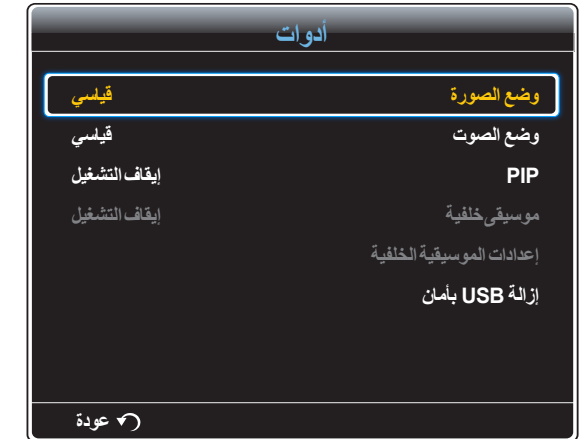 أدوات
وضع الصورة قياسي
وضع الصوت قياسي
PIP إيقاف التشغيل
موسيقى خلفية إيقاف التشغيل
إعدادات الموسيقية الخلفية
إزالة USB بأمان
عودة